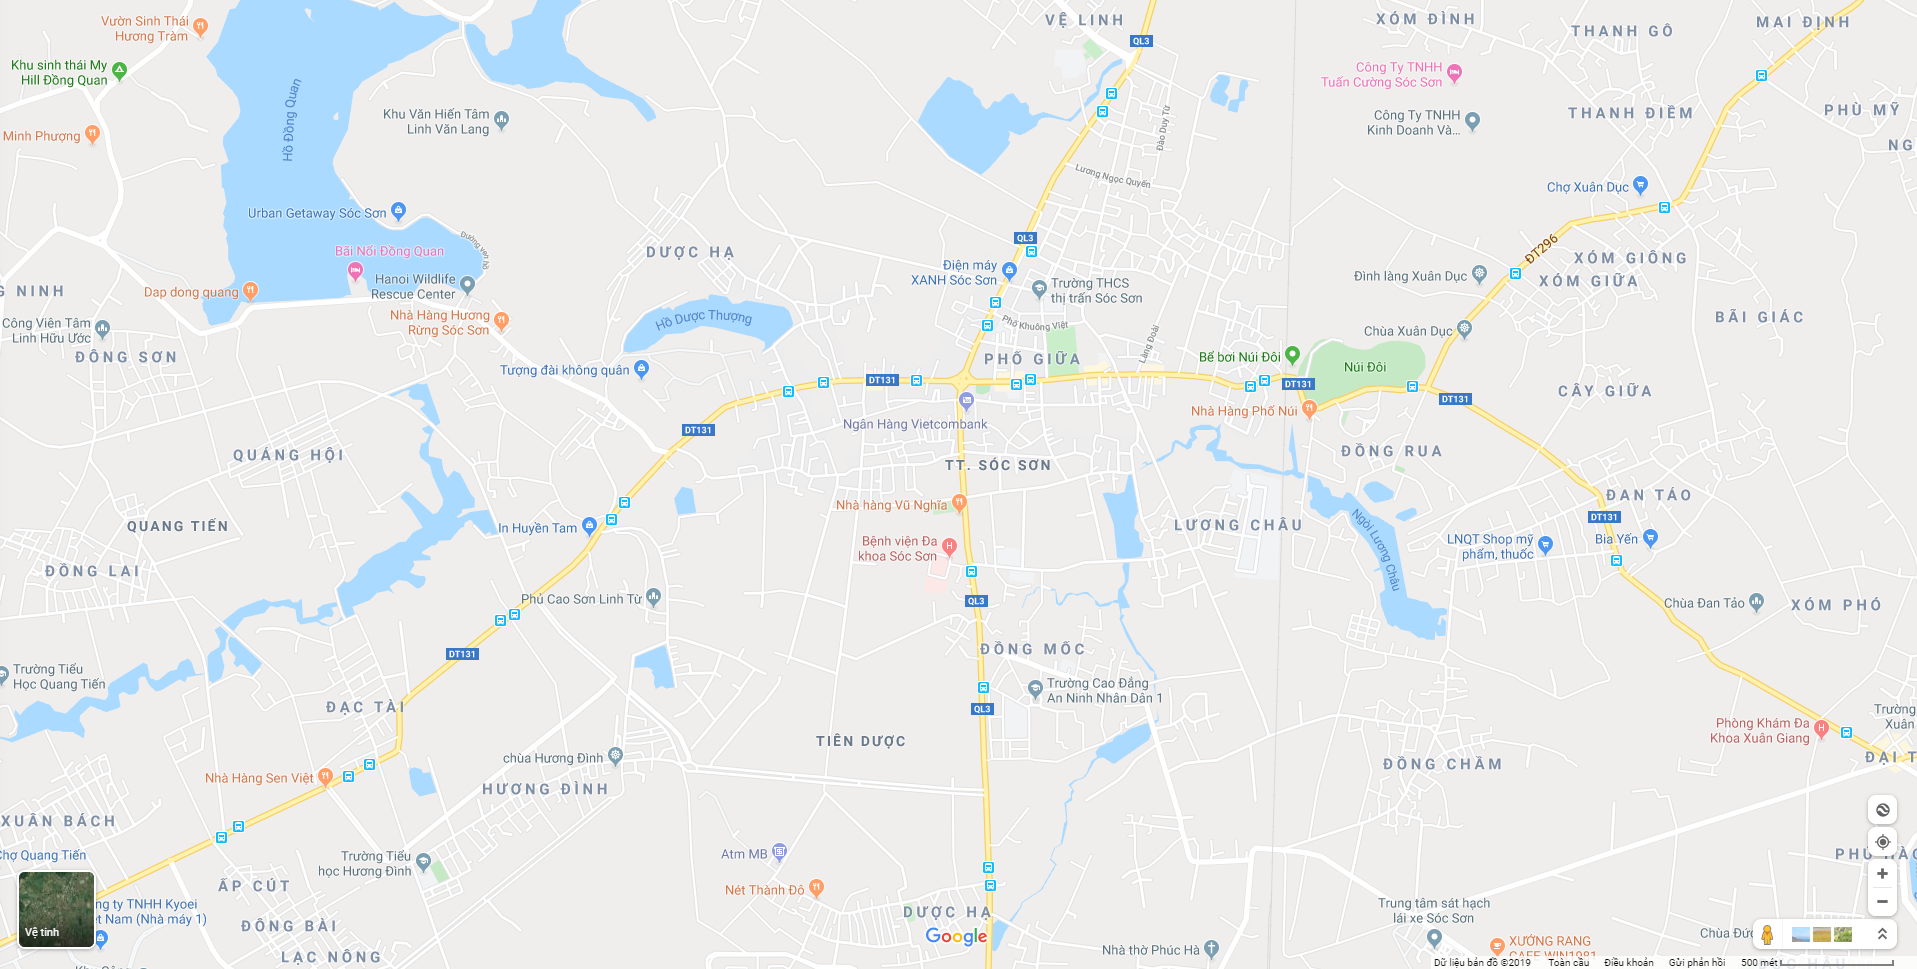 Vườn Sinh Thái
Hương Tràm
VỆ LINH
XÓM ĐÌNH
THANH GÔ
MAI ĐỊNH
QL3
Khu sinh thái My
Hill Đồng Quan
Công Ty TNHH
Tuấn Cường Sóc Sơn
Hồ Đồng Quan
Khu Văn Hiến Tâm
Linh Văn Lang
Đào Duy Từ
Công Ty TNHH
Kinh Doanh Và...
THANH ĐIỀM
PHÙ MỸ
Minh Phượng
Lương Ngọc Quyến
Chợ Xuân Dục
Urban Getaway Sóc Sơn
QL3
ĐT296
Bãi Nổi Đồng Quan
DƯỢC HẠ
XÓM GIÔNG
Điện máy
XANH Sóc Sơn
Hanoi Wildlife
Rescue Center
Trường THCS
thị trấn Sóc Sơn
Đình làng Xuân Dục
XÓM GIỮA
Dap dong quang
G NINH
Nhà Hàng Hương
Rừng Sóc Sơn
Hồ Dược Thượng
Phố Khuông Việt
BÃI GIÁC
Công Viên Tâm
Linh Hữu Ước
Chùa Xuân Dục
Làng Đoài
ĐÔNG SƠN
PHỐ GIỮA
Bể bơi Núi Đôi
Núi Đôi
Tượng đài không quân
DT131
DT131
CÂY GIỮA
DT131
Nhà Hàng Phố Núi
DT131
Ngân Hàng Vietcombank
QUÁNG HỘI
TT. SÓC SƠN
ĐỒNG RUA
ĐAN TẢO
Nhà hàng Vũ Nghĩa
DT131
QUANG TIẾN
In Huyền Tam
LƯƠNG CHÂU
Ngòi Lương Châu
LNQT Shop mỹ
phẩm, thuốc
Bia Yến
Bệnh viện Đa
khoa Sóc Sơn
ĐỒNG LAI
Phủ Cao Sơn Linh Từ
QL3
Chùa Đan Tảo
XÓM PHÓ
DT131
ĐỒNG MỐC
Trường Tiểu
Học Quang Tiến
Trường Cao Đẳng
An Ninh Nhân Dân 1
ĐẠC TÀI
QL3
Trường
Xuân
Phòng Khám Đa
Khoa Xuân Giang
TIÊN DƯỢC
chùa Hương Đình
ĐỒNG CHẦM
ĐẠI T
Nhà Hàng Sen Việt
HƯƠNG ĐÌNH
XUÂN BÁCH
Chợ Quang Tiến
Trường Tiểu
học Hương Đình
Atm MB
ẤP CÚT
Nét Thành Đô
ng ty TNHH Kyoei
ệt Nam (Nhà máy 1)
ĐÔNG BÀI
DƯỢC HẠ
Trung tâm sát hạch
lái xe Sóc Sơn
Vệ tinh
Google
LẠC NÔNG
Nhà thờ Phúc Hà
XƯỞNG RANG
CAFE WIN1981
Chùa Đức
Dữ liệu bản đồ ©2019 Toàn cầu Điều khoản Gửi phản hồi 500 mét